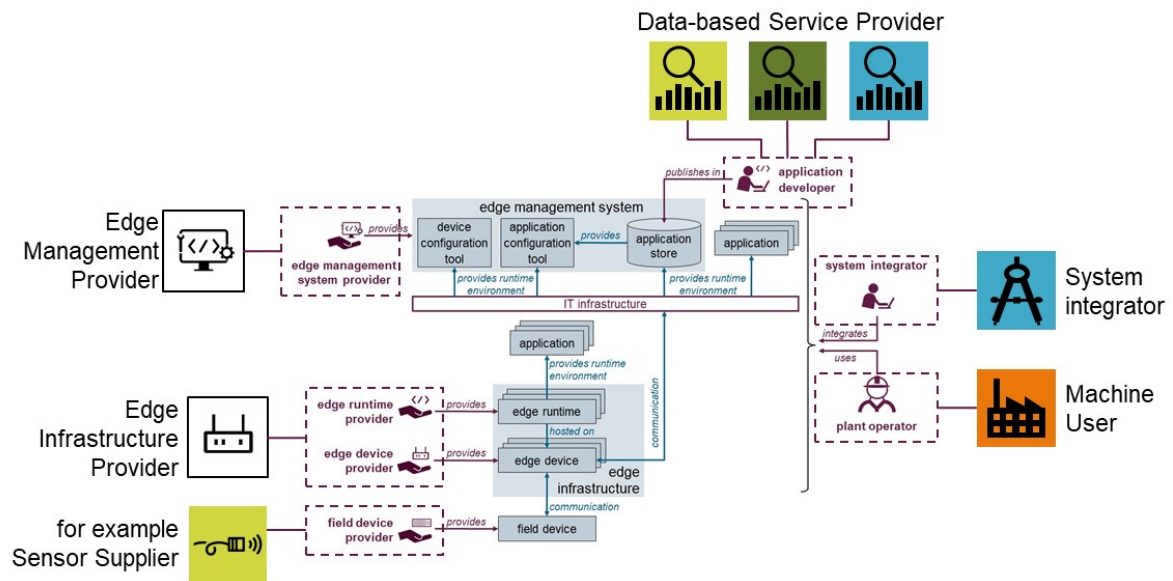 Data-based Service Provider
publishes in
application
developer
Edge
Management
Provider
edge management
system provider
provides
edge management system
device
configuration
tool
application
configuration
tool
provides
application
store
application
provides runtime
environment
provides runtime
environment
IT infrastructure
system integrator
integrates
System
integrator
uses
plant operator
Machine
User
application
provides runtime
environment
communication
Edge
Infrastructure
Provider
edge runtime
provider
provides
edge runtime
hosted on
edge device
provider
provides
edge device
edge
infrastructure
communication
for example
Sensor Supplier
field device
provider
provides
field device